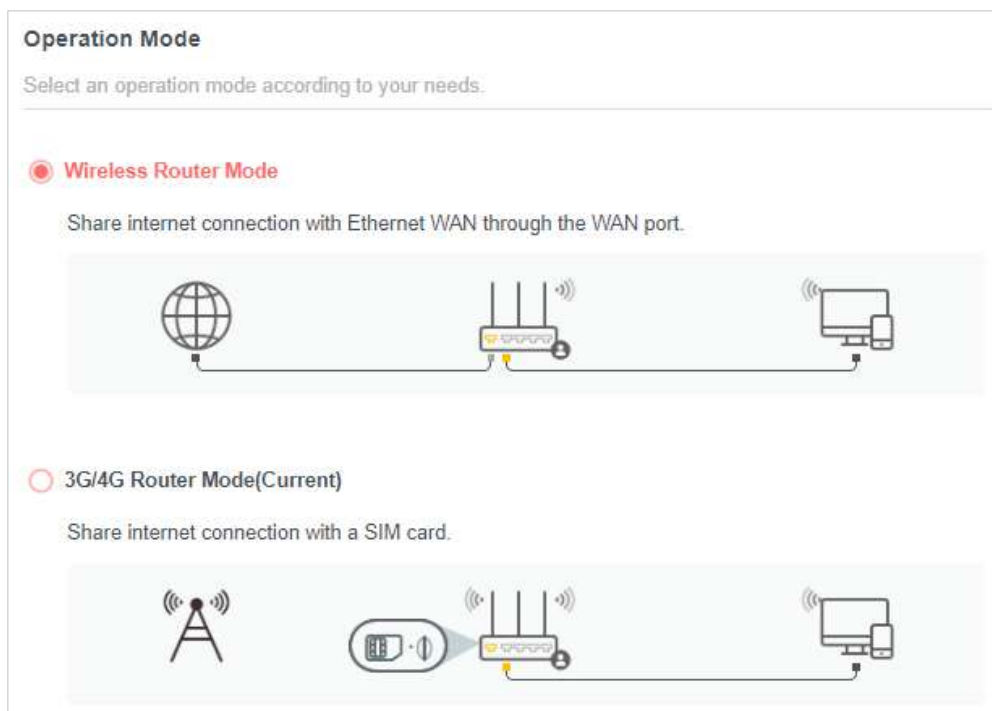 Operation Mode
Select an operation mode according to your needs.
Wireless Router Mode
Share internet connection with Ethernet WAN through the WAN port.
3G/4G Router Mode(Current)
Share internet connection with a SIM card.